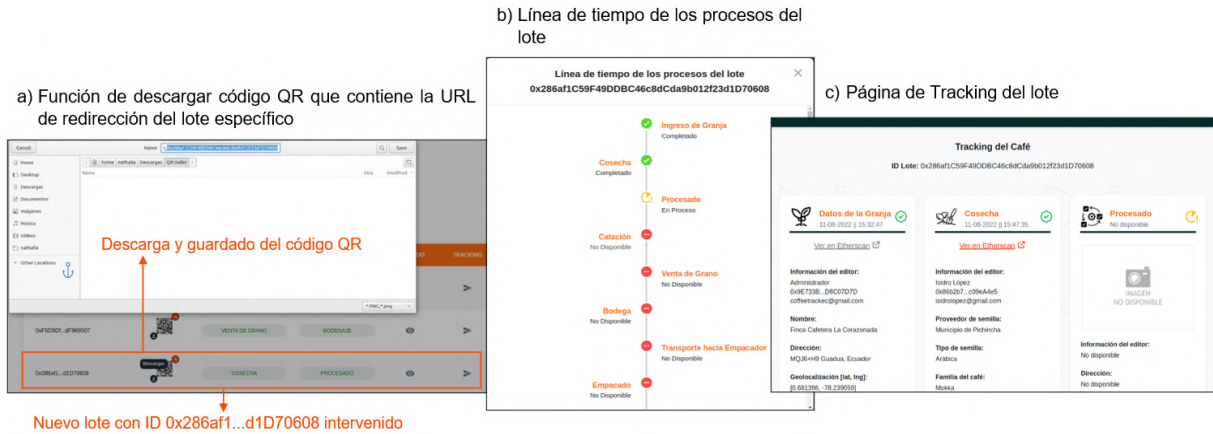 b) Línea de tiempo de los procesos del
lote
a) Función de descargar código QR que contiene la URL
de redirección del lote específico
c) Página de Tracking del lote
Cancel
Name
Save
Home
home nathalia Descargas QR codes
Desktop
Name
Size
Modified
Descargas
Documentos
Imágenes
Música
Vídeos
nathalia
+ Other Locations
*.PNG,*.png
Descarga y guardado del código QR
TRACKING
0xF6D9Df...dF968507
VENTA DE GRANO
BODEGAJE
Descargar
0x286af1...d1D70608
COSECHA
PROCESADO
Nuevo lote con ID 0x286af1...d1D70608 intervenido
Línea de tiempo de los procesos del lote
0x286af1C59F49DDBC46c8dCda9b012f23d1D70608
Ingreso de Granja
Completado
Cosecha
Completado
Procesado
En Proceso
Catación
No Disponible
Venta de Grano
No Disponible
Bodega
No Disponible
Transporte hacia Empacador
No Disponible
Empacado
No Disponible
Tracking del Café
ID Lote: 0x286af1C59F49DDBC46c8dCda9b012f23d1D70608
Datos de la Granja
11-08-2022 || 15:32:47
Ver en Etherscan
Información del editor:
Administrador
0x9E733B...D8C07D7D
coffeetrackec@gmail.com
Nombre:
Finca Cafetera La Corazonada
Dirección:
MQJ6+H9 Guadua, Ecuador
Geolocalización [lat, lng]:
[0.681396, -78.239059]
Cosecha
11-08-2022 || 15:47:35
Ver en Etherscan
Información del editor:
Isidro López
0x86b2b7...c09eA4e5
isidrolopez@gmail.com
Proveedor de semilla:
Municipio de Pichincha
Tipo de semilla:
Arábica
Familia del café:
Mokka
Procesado
No disponible
IMAGEN
NO DISPONIBLE
Información del editor:
No disponible
Dirección:
No disponible